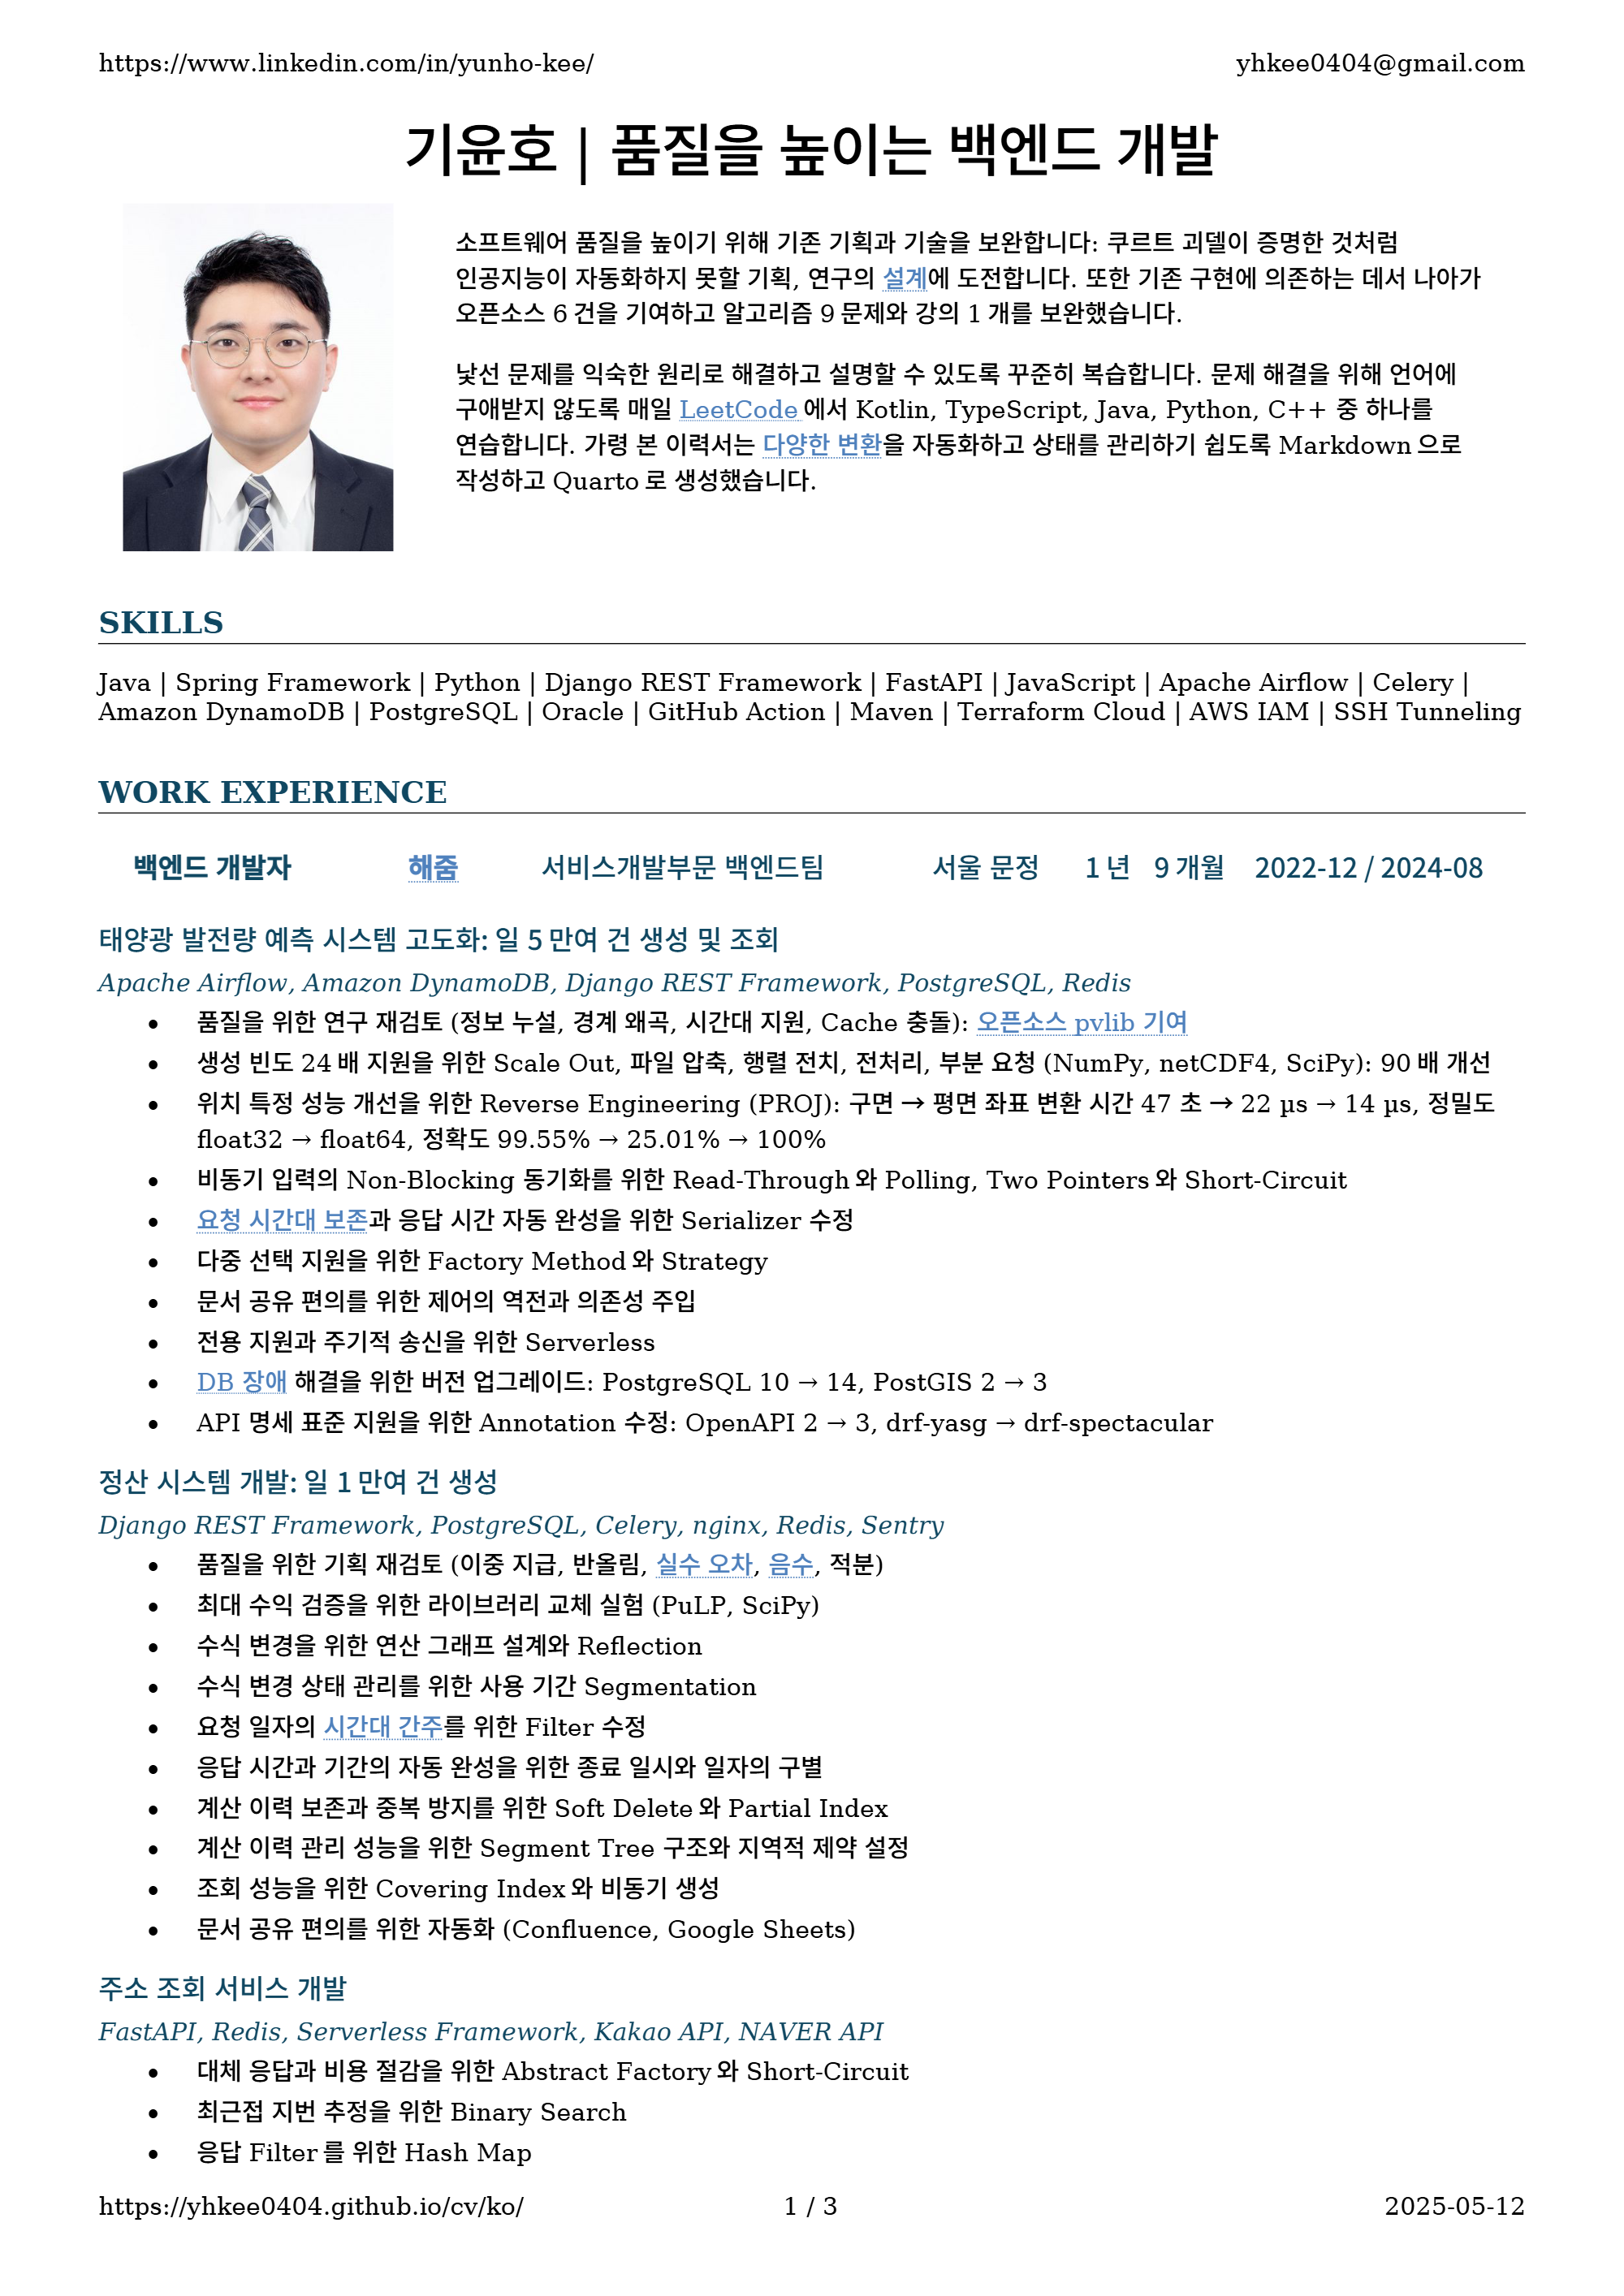 https://www.linkedin.com/in/yunho-kee/ yhkee0404@gmail.com
기윤호 | 품질을 높이는 백엔드 개발
소프트웨어 품질을 높이기 위해 기존 기획과 기술을 보완합니다: 쿠르트 괴델이 증명한 것처럼
인공지능이 자동화하지 못할 기획, 연구의 설계에 도전합니다. 또한 기존 구현에 의존하는 데서 나아가
오픈소스 6 건을 기여하고 알고리즘 9 문제와 강의 1 개를 보완했습니다.
낯선 문제를 익숙한 원리로 해결하고 설명할 수 있도록 꾸준히 복습합니다. 문제 해결을 위해 언어에
구애받지 않도록 매일 LeetCode 에서 Kotlin, TypeScript, Java, Python, C++ 중 하나를
연습합니다. 가령 본 이력서는 다양한 변환을 자동화하고 상태를 관리하기 쉽도록 Markdown 으로
작성하고 Quarto 로 생성했습니다.
SKILLS
Java | Spring Framework | Python | Django REST Framework | FastAPI | JavaScript | Apache Airflow | Celery |
Amazon DynamoDB | PostgreSQL | Oracle | GitHub Action | Maven | Terraform Cloud | AWS IAM | SSH Tunneling
WORK EXPERIENCE
백엔드 개발자 해줌 서비스개발부문 백엔드팀 서울 문정 1 년 9 개월 2022-12 / 2024-08
태양광 발전량 예측 시스템 고도화: 일 5 만여 건 생성 및 조회
Apache Airflow, Amazon DynamoDB, Django REST Framework, PostgreSQL, Redis
• 품질을 위한 연구 재검토 (정보 누설, 경계 왜곡, 시간대 지원, Cache 충돌): 오픈소스 pvlib 기여
• 생성 빈도 24 배 지원을 위한 Scale Out, 파일 압축, 행렬 전치, 전처리, 부분 요청 (NumPy, netCDF4, SciPy): 90 배 개선
• 위치 특정 성능 개선을 위한 Reverse Engineering (PROJ): 구면 → 평면 좌표 변환 시간 47 초 → 22 µs → 14 µs, 정밀도
float32 → float64, 정확도 99.55% → 25.01% → 100%
• 비동기 입력의 Non-Blocking 동기화를 위한 Read-Through 와 Polling, Two Pointers 와 Short-Circuit
• 요청 시간대 보존과 응답 시간 자동 완성을 위한 Serializer 수정
• 다중 선택 지원을 위한 Factory Method 와 Strategy
• 문서 공유 편의를 위한 제어의 역전과 의존성 주입
• 전용 지원과 주기적 송신을 위한 Serverless
• DB 장애 해결을 위한 버전 업그레이드: PostgreSQL 10 → 14, PostGIS 2 → 3
• API 명세 표준 지원을 위한 Annotation 수정: OpenAPI 2 → 3, drf-yasg → drf-spectacular
정산 시스템 개발: 일 1 만여 건 생성
Django REST Framework, PostgreSQL, Celery, nginx, Redis, Sentry
• 품질을 위한 기획 재검토 (이중 지급, 반올림, 실수 오차, 음수, 적분)
• 최대 수익 검증을 위한 라이브러리 교체 실험 (PuLP, SciPy)
• 수식 변경을 위한 연산 그래프 설계와 Reflection
• 수식 변경 상태 관리를 위한 사용 기간 Segmentation
• 요청 일자의 시간대 간주를 위한 Filter 수정
• 응답 시간과 기간의 자동 완성을 위한 종료 일시와 일자의 구별
• 계산 이력 보존과 중복 방지를 위한 Soft Delete 와 Partial Index
• 계산 이력 관리 성능을 위한 Segment Tree 구조와 지역적 제약 설정
• 조회 성능을 위한 Covering Index 와 비동기 생성
• 문서 공유 편의를 위한 자동화 (Confluence, Google Sheets)
주소 조회 서비스 개발
FastAPI, Redis, Serverless Framework, Kakao API, NAVER API
• 대체 응답과 비용 절감을 위한 Abstract Factory 와 Short-Circuit
• 최근접 지번 추정을 위한 Binary Search
• 응답 Filter 를 위한 Hash Map
https://yhkee0404.github.io/cv/ko/ 1 / 3 2025-05-12